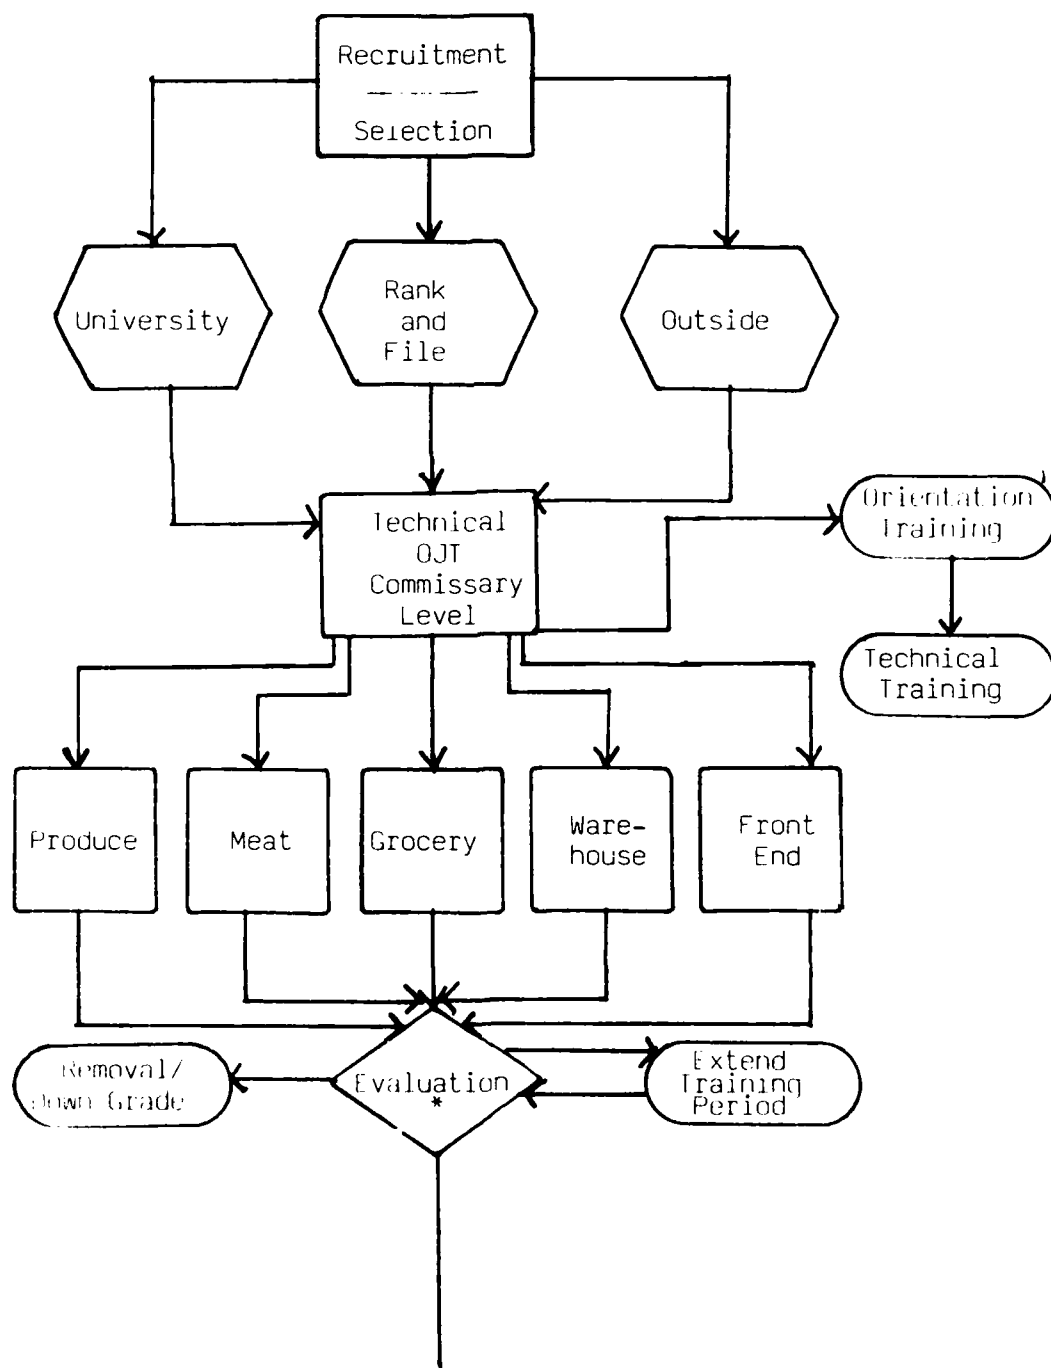 Recruitment
Selection
University
Rank
and
File
Outside
Technical
OJT
Commissary
Level
Orientation
Training
Technical
Training
Produce
Meat
Grocery
Ware-
house
Front
End
Removal/
Down Grade
Evaluation
*
Extend
Training
Period